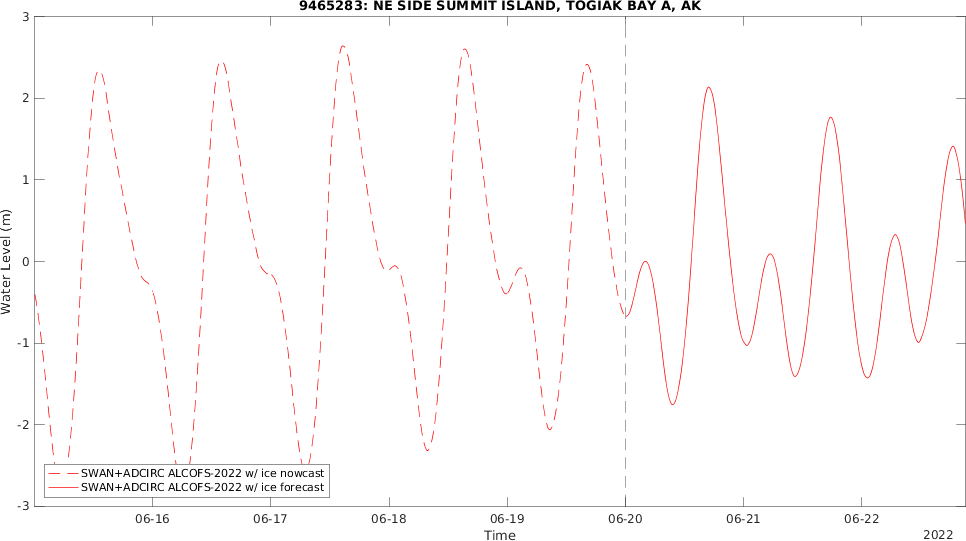 9465283: NE SIDE SUMMIT ISLAND, TOGIAK BAY A, AK
3
2
1
0
-1
-2
-3
Water Level (m)
SWAN+ADCIRC ALCOFS-2022 w/ ice nowcast
SWAN+ADCIRC ALCOFS-2022 w/ ice forecast
06-16 06-17 06-18 06-19 06-20 06-21 06-22
Time
2022